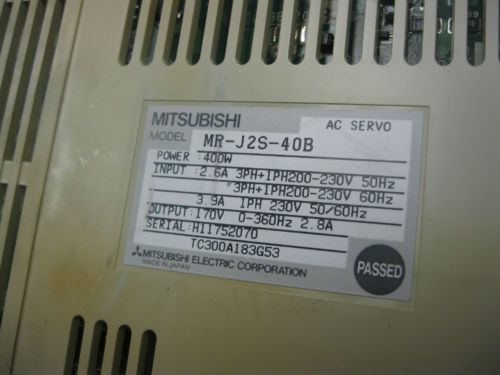 MITSUBISHI AC SERVO
MODEL MR-J2S-40B
POWER :400W
INPUT :2.6A 3PH+1PH200-230V 50Hz
3PH+1PH200-230V 60Hz
3.9A 1PH 230V 50/60Hz
OUTPUT:170V 0-360Hz 2.8A
SERIAL:H11752070
TC300A183G53
MITSUBISHI ELECTRIC CORPORATION
MADE IN JAPAN
PASSED